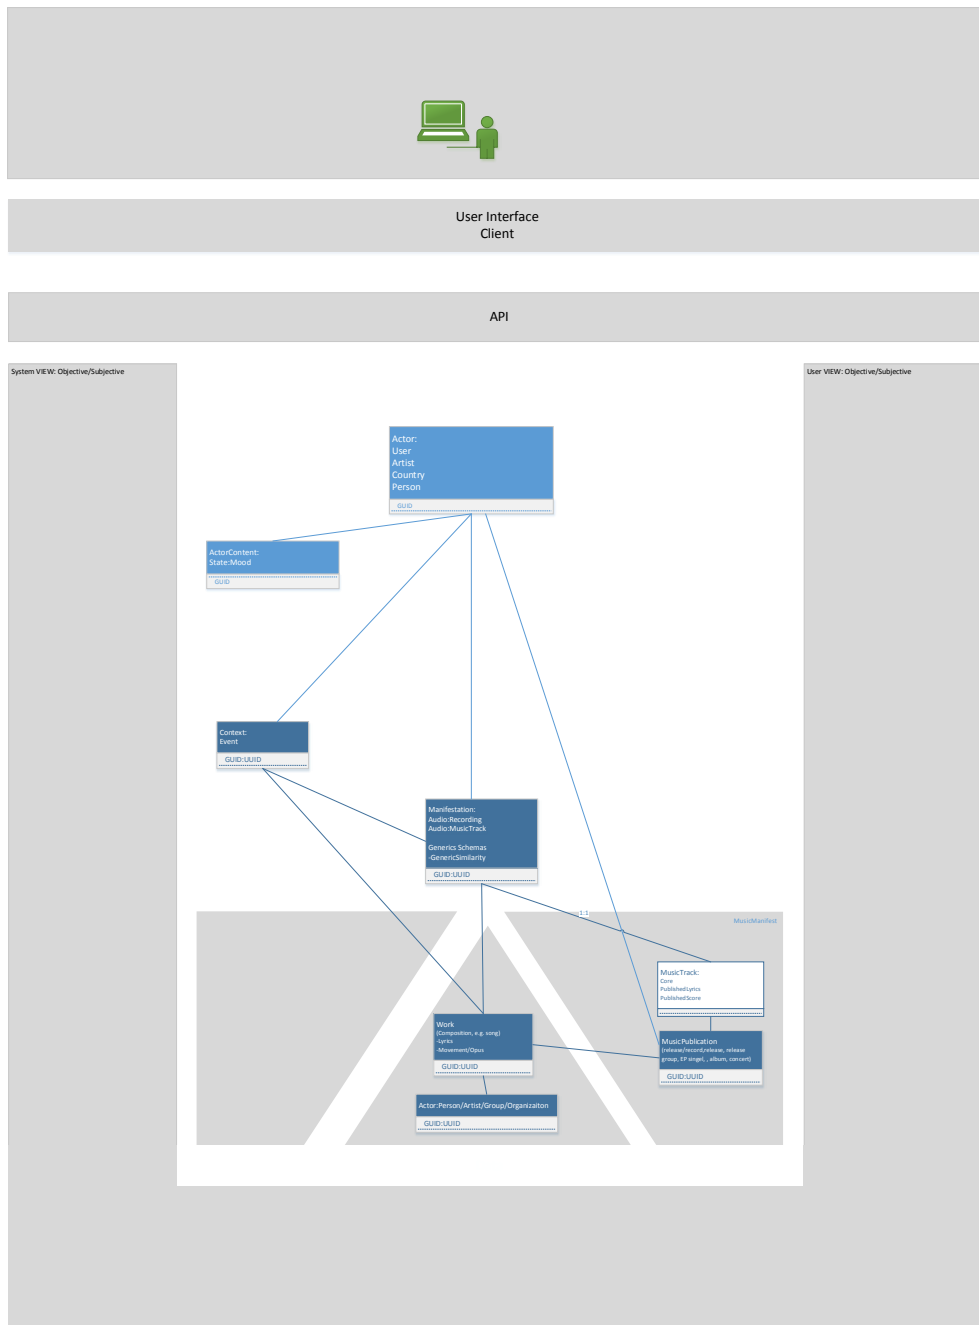 User Interface
Client
API
System VIEW: Objective/Subjective
User VIEW: Objective/Subjective
Actor:
User
Artist
Country
Person
GUID
ActorContent:
State:Mood
GUID
Context:
Event
GUID:UUID
Manifestation:
Audio:Recording
Audio:MusicTrack
Generics Schemas
-GenericSimilarity
GUID:UUID
1:1
MusicManifest
MusicTrack:
Core
PublishedLyrics
PublishedScore
Work
(Composition, e.g. song)
-Lyrics
-Movement/Opus
GUID:UUID
MusicPublication
(release/record,release, release
group, EP singel, , album, concert)
GUID:UUID
Actor:Person/Artist/Group/Organizaiton
GUID:UUID